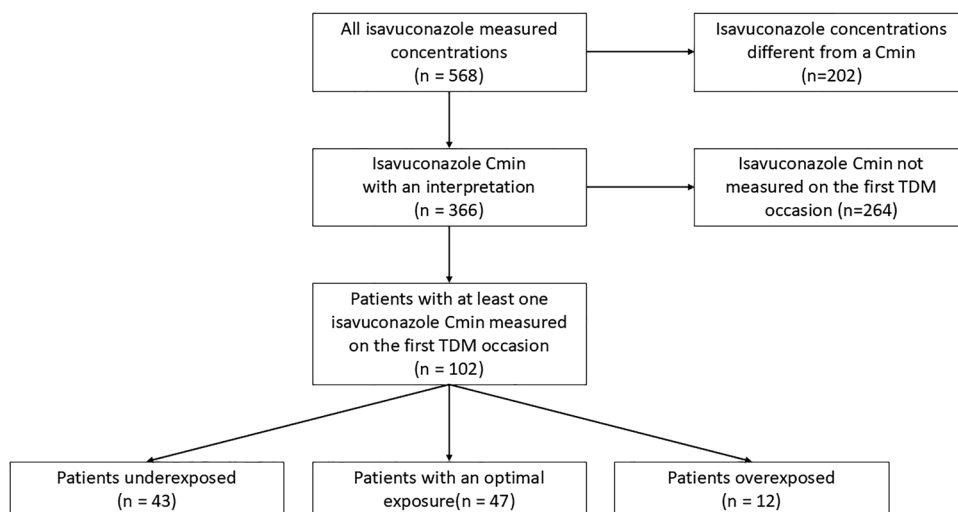 All isavuconazole measured
concentrations
(n = 568)
Isavuconazole concentrations
different from a Cmin
(n=202)
Isavuconazole Cmin
with an interpretation
(n = 366)
Isavuconazole Cmin not
measured on the first TDM
occasion (n=264)
Patients with at least one
isavuconazole Cmin measured
on the first TDM occasion
(n = 102)
Patients underexposed
(n = 43)
Patients with an optimal
exposure(n = 47)
Patients overexposed
(n = 12)